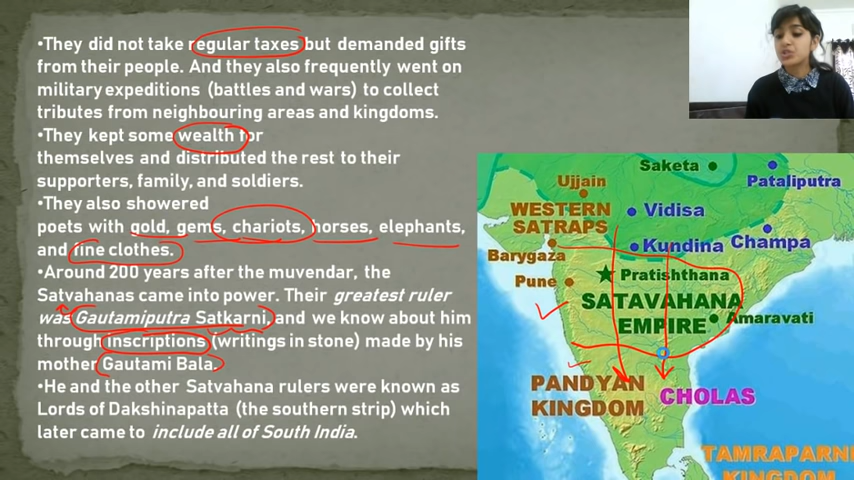 •They did not take regular taxes but demanded gifts
from their people. And they also frequently went on
military expeditions (battles and wars) to collect
tributes from neighbouring areas and kingdoms.
•They kept some wealth for
themselves and distributed the rest to their
supporters, family, and soldiers.
•They also showered
poets with gold, gems, chariots, horses, elephants,
and fine clothes.
•Around 200 years after the muvendar, the
Satvahanas came into power. Their greatest ruler
was Gautamiputra Satkarni, and we know about him
through inscriptions (writings in stone) made by his
mother Gautami Bala.
•He and the other Satvahana rulers were known as
Lords of Dakshinapatta (the southern strip) which
later came to include all of South India.
Saketa
Ujjain
Pataliputra
WESTERN
SATRAPS
Vidisa
Kundina
Champa
Barygaza
Pratishthana
Pune
SATAVAHANA
EMPIRE
Amaravati
PANDYAN
KINGDOM
CHOLAS
TAMRAPARNI
KINGDOM